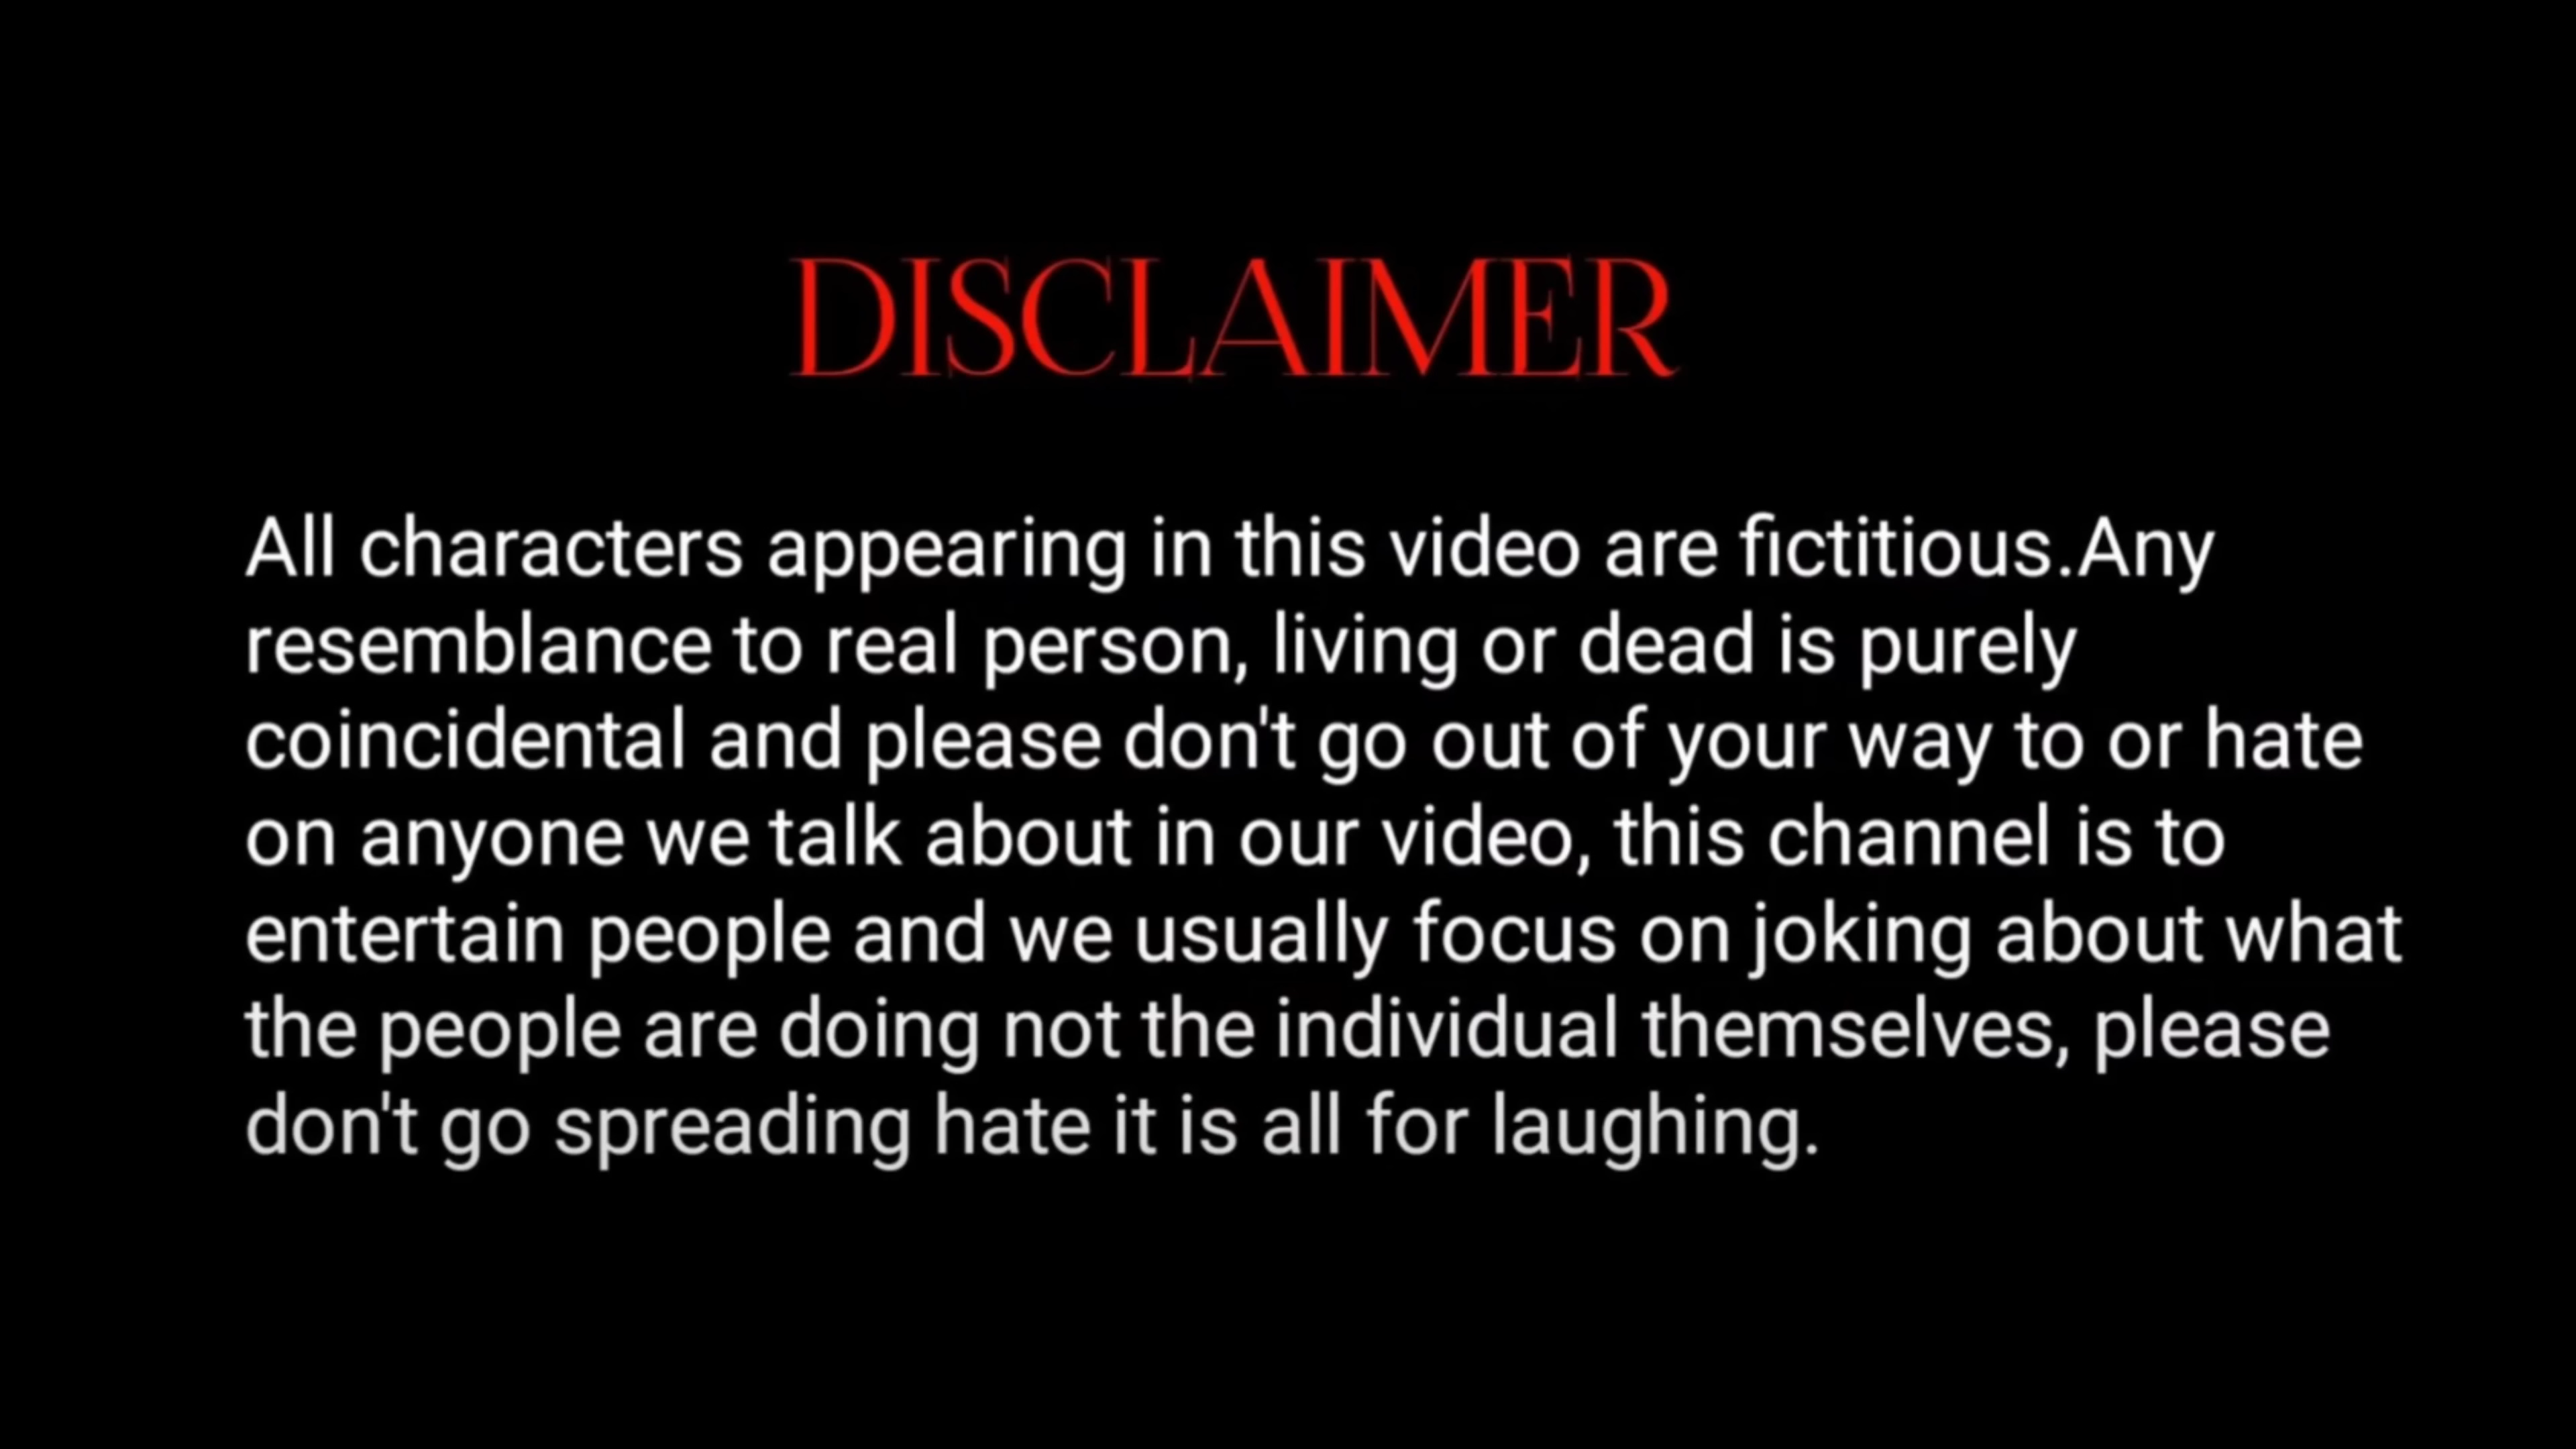 DISCLAIMER
All characters appearing in this video are fictitious.Any
resemblance to real person, living or dead is purely
coincidental and please don't go out of your way to or hate
on anyone we talk about in our video, this channel is to
entertain people and we usually focus on joking about what
the people are doing not the individual themselves, please
don't go spreading hate it is all for laughing.